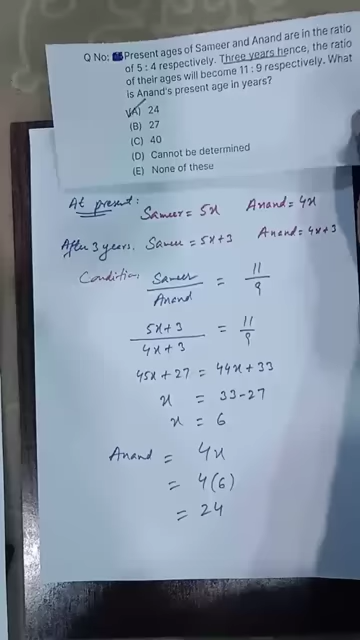 Q No: Present ages of Sameer and Anand are in the ratio
of 5 : 4 respectively. Three years hence, the ratio
of their ages will become 11 : 9 respectively. What
is Anand's present age in years?
(A) 24
(B) 27
(C) 40
(D) Cannot be determined
(E) None of these
At present: Sameer = 5x Anand = 4x
After 3 years, Sameer = 5x+3 Anand = 4x+3
Condition, Sameer/Anand = 11/9
5x+3/4x+3 = 11/9
45x+27 = 44x+33
x = 33-27
x = 6
Anand = 4x
= 4(6)
= 24